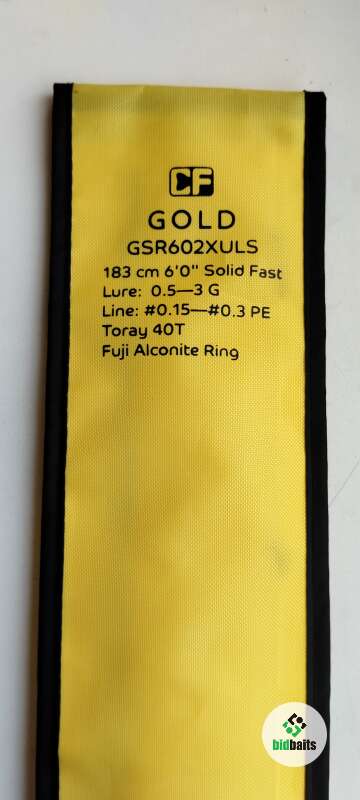 CF
GOLD
GSR602XULS
183 cm 6'0" Solid Fast
Lure: 0.5—3 G
Line: #0.15—#0.3 PE
Toray 40T
Fuji Alconite Ring
bidbaits